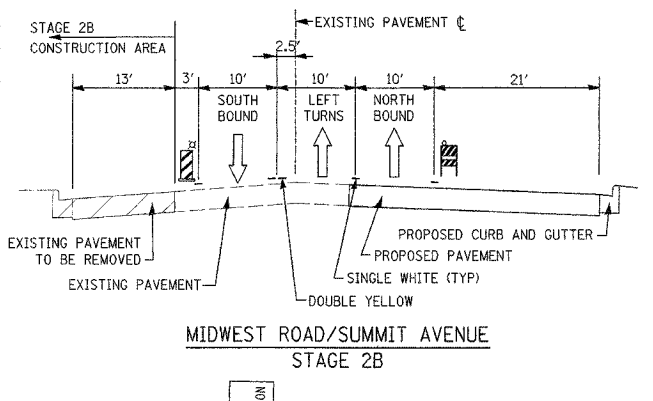 STAGE 2B
CONSTRUCTION AREA
EXISTING PAVEMENT ℄
2.5'
13'
3'
10'
10'
10'
21'
SOUTH
BOUND
LEFT
TURNS
NORTH
BOUND
EXISTING PAVEMENT
TO BE REMOVED
EXISTING PAVEMENT
PROPOSED CURB AND GUTTER
PROPOSED PAVEMENT
SINGLE WHITE (TYP)
DOUBLE YELLOW
MIDWEST ROAD/SUMMIT AVENUE
STAGE 2B
ON